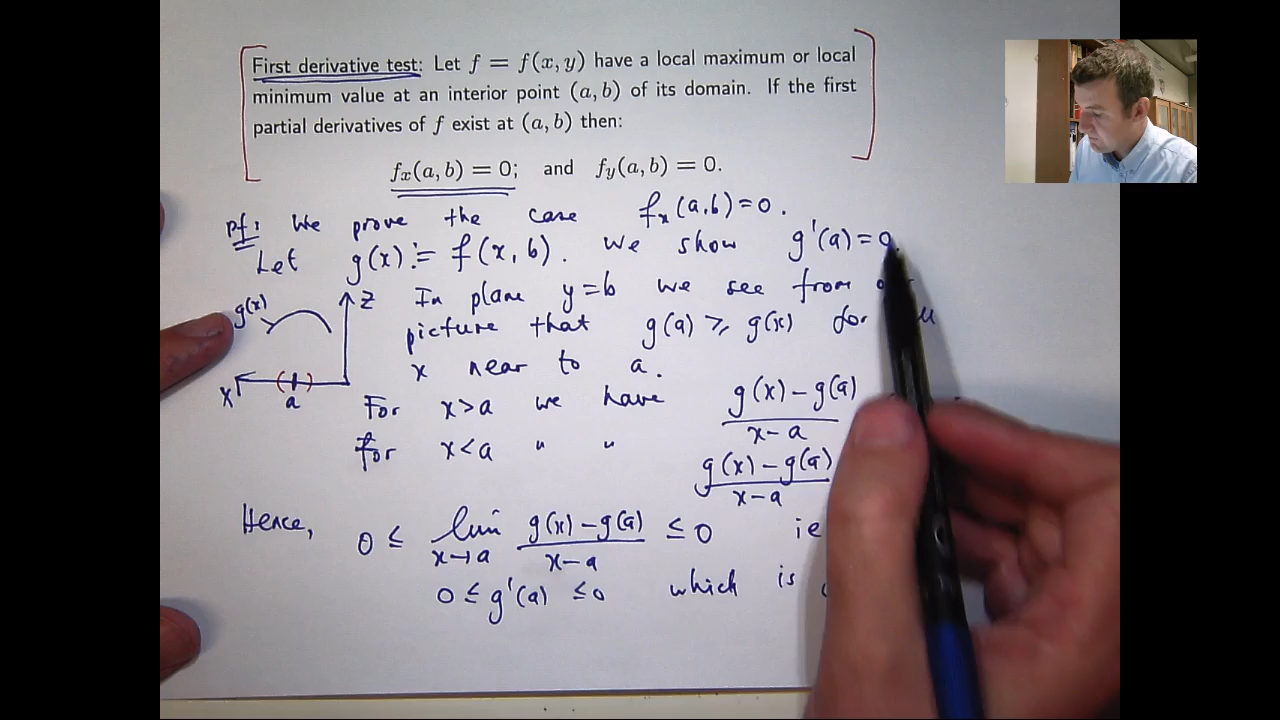 First derivative test: Let f = f(x, y) have a local maximum or local
minimum value at an interior point (a, b) of its domain. If the first
partial derivatives of f exist at (a, b) then:
fx(a, b) = 0; and fy(a, b) = 0.
pf: We prove the case fx(a,b)=0.
Let g(x) := f(x, b). We show g'(a)=0.
In plane y=b we see from
picture that g(a) ≥ g(x) for
x near to a.
g(x)
z
x
a
For x>a we have g(x)-g(a) / x-a
for x<a " " g(x)-g(a) / x-a
Hence, 0 ≤ lim x→a g(x)-g(a) / x-a ≤ 0 ie
0 ≤ g'(a) ≤ 0 which is